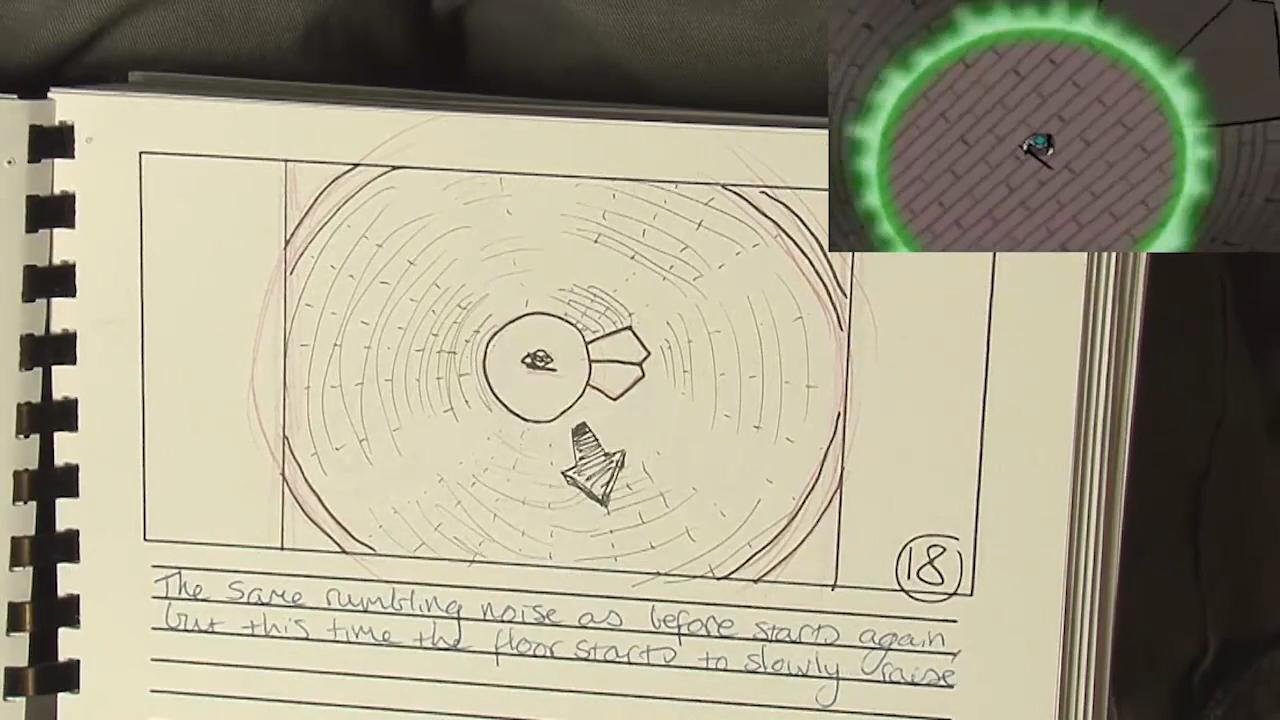 18
The same rumbling noise as before starts again,
but this time the floor starts to slowly raise